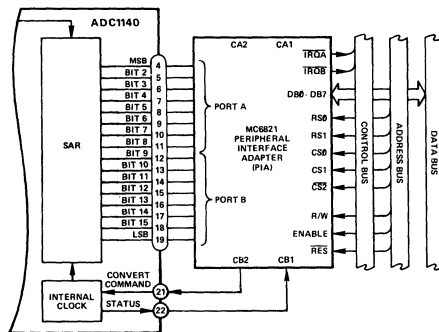 ADC1140
SAR
MSB 4
BIT 2 5
BIT 3 6
BIT 4 7
BIT 5 8
BIT 6 9
BIT 7 10
BIT 8 11
BIT 9 12
BIT 10 13
BIT 11 14
BIT 12 15
BIT 13 16
BIT 14 17
BIT 15 18
LSB 19
CONVERT
COMMAND
21
INTERNAL
CLOCK
STATUS
22
PORT A
PORT B
CA2 CA1
MC6821
PERIPHERAL
INTERFACE
ADAPTER
(PIA)
CB2 CB1
IRQA
IRQB
DB0 - DB7
RS0
RS1
CS0
CS1
CS2
R/W
ENABLE
RES
CONTROL BUS
ADDRESS BUS
DATA BUS